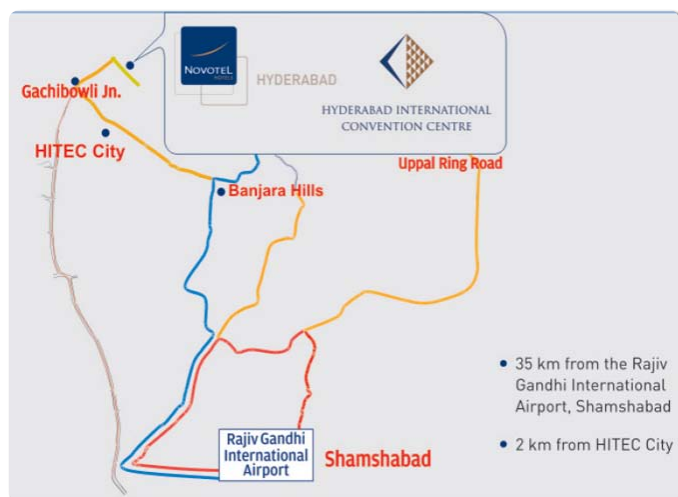 NOVOTEL
HOTELS
HYDERABAD
HYDERABAD INTERNATIONAL
CONVENTION CENTRE
Gachibowli Jn.
HITEC City
Uppal Ring Road
Banjara Hills
• 35 km from the Rajiv
Gandhi International
Airport, Shamshabad
• 2 km from HITEC City
Rajiv Gandhi
International
Airport
Shamshabad